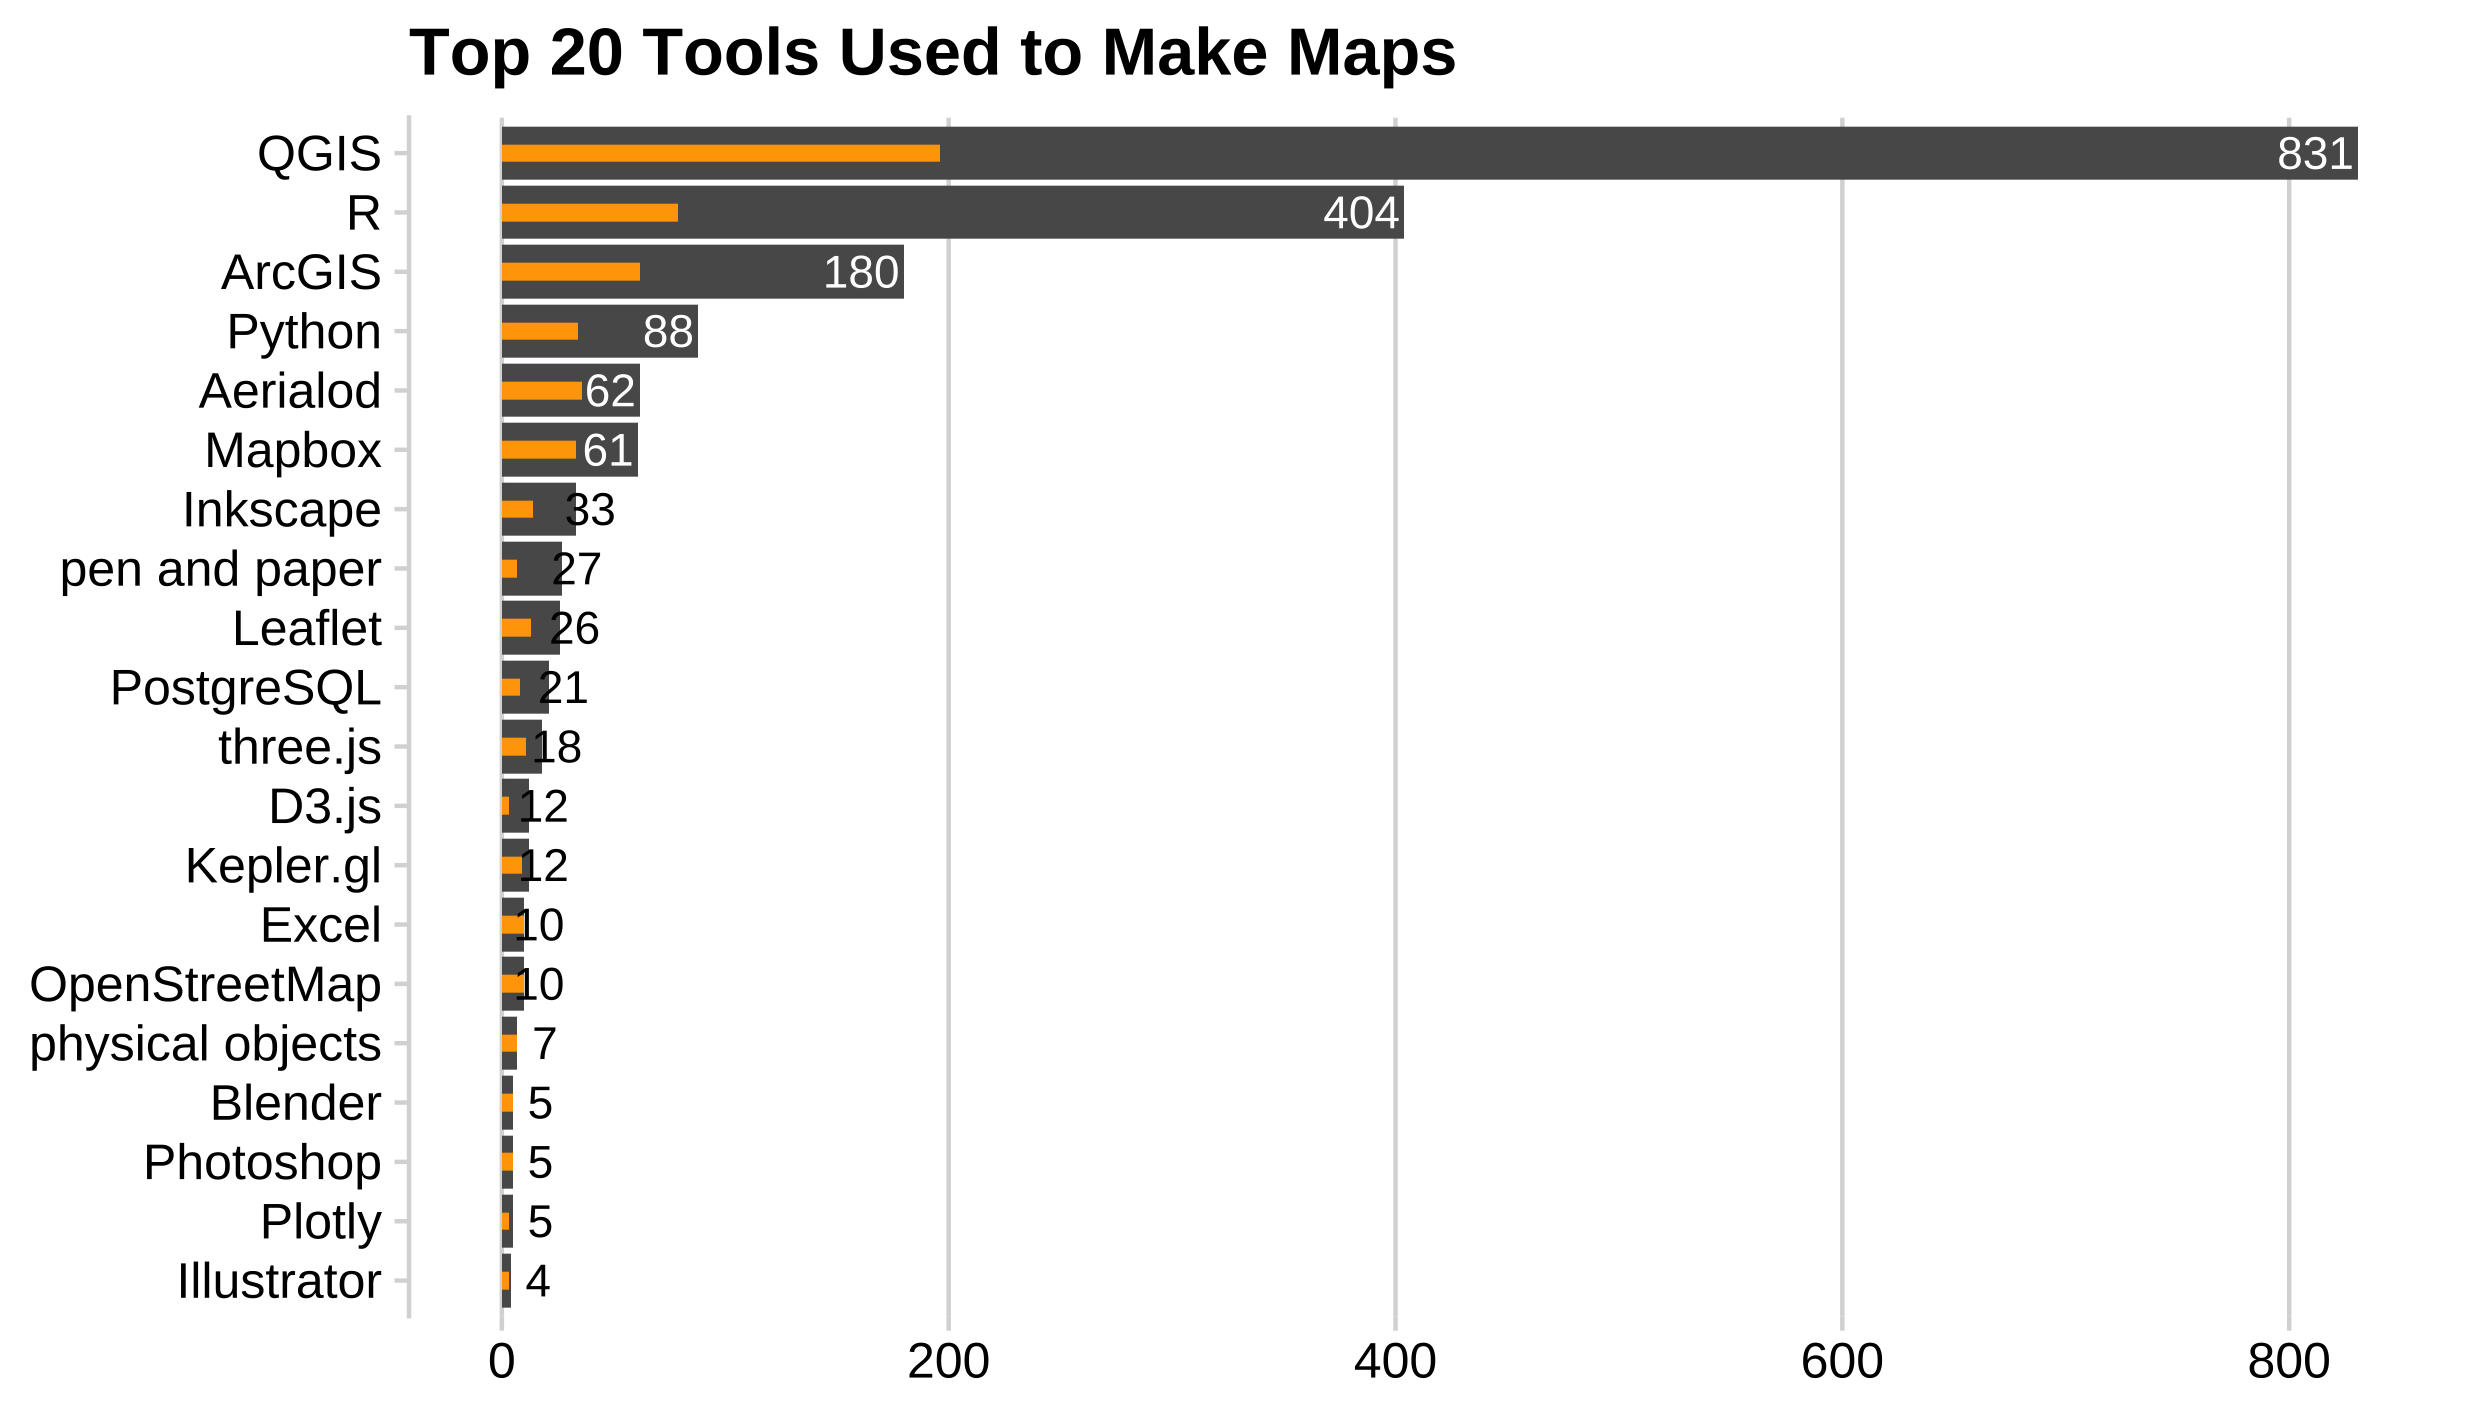 Top 20 Tools Used to Make Maps
QGIS 831
R 404
ArcGIS 180
Python 88
Aerialod 62
Mapbox 61
Inkscape 33
pen and paper 27
Leaflet 26
PostgreSQL 21
three.js 18
D3.js 12
Kepler.gl 12
Excel 10
OpenStreetMap 10
physical objects 7
Blender 5
Photoshop 5
Plotly 5
Illustrator 4
0 200 400 600 800